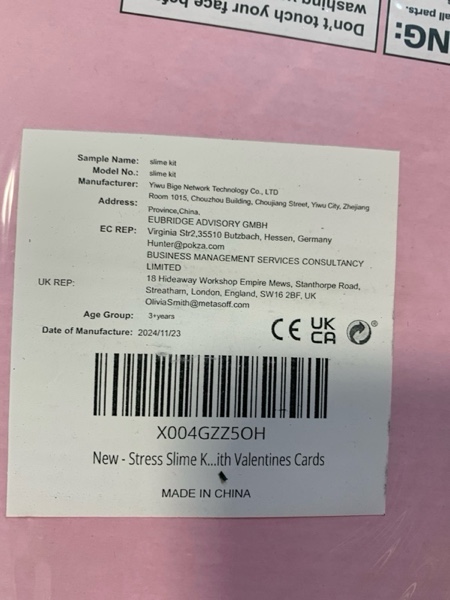 Don't touch your face befo
washing
NG:
all parts.
Sample Name: slime kit
Model No.: slime kit
Manufacturer: Yiwu Bige Network Technology Co., LTD
Address: Room 1015, Chouzhou Building, Choujiang Street, Yiwu City, Zhejiang
Province,China.
EUBRIDGE ADVISORY GMBH
EC REP: Virginia Str2,35510 Butzbach, Hessen, Germany
Hunter@pokza.com
BUSINESS MANAGEMENT SERVICES CONSULTANCY
LIMITED
UK REP: 18 Hideaway Workshop Empire Mews, Stanthorpe Road,
Streatham, London, England, SW16 2BF, UK
OliviaSmith@metasoff.com
Age Group: 3+years
Date of Manufacture: 2024/11/23
CE UK
CA ®
X004GZZ5OH
New - Stress Slime K...ith Valentines Cards
MADE IN CHINA